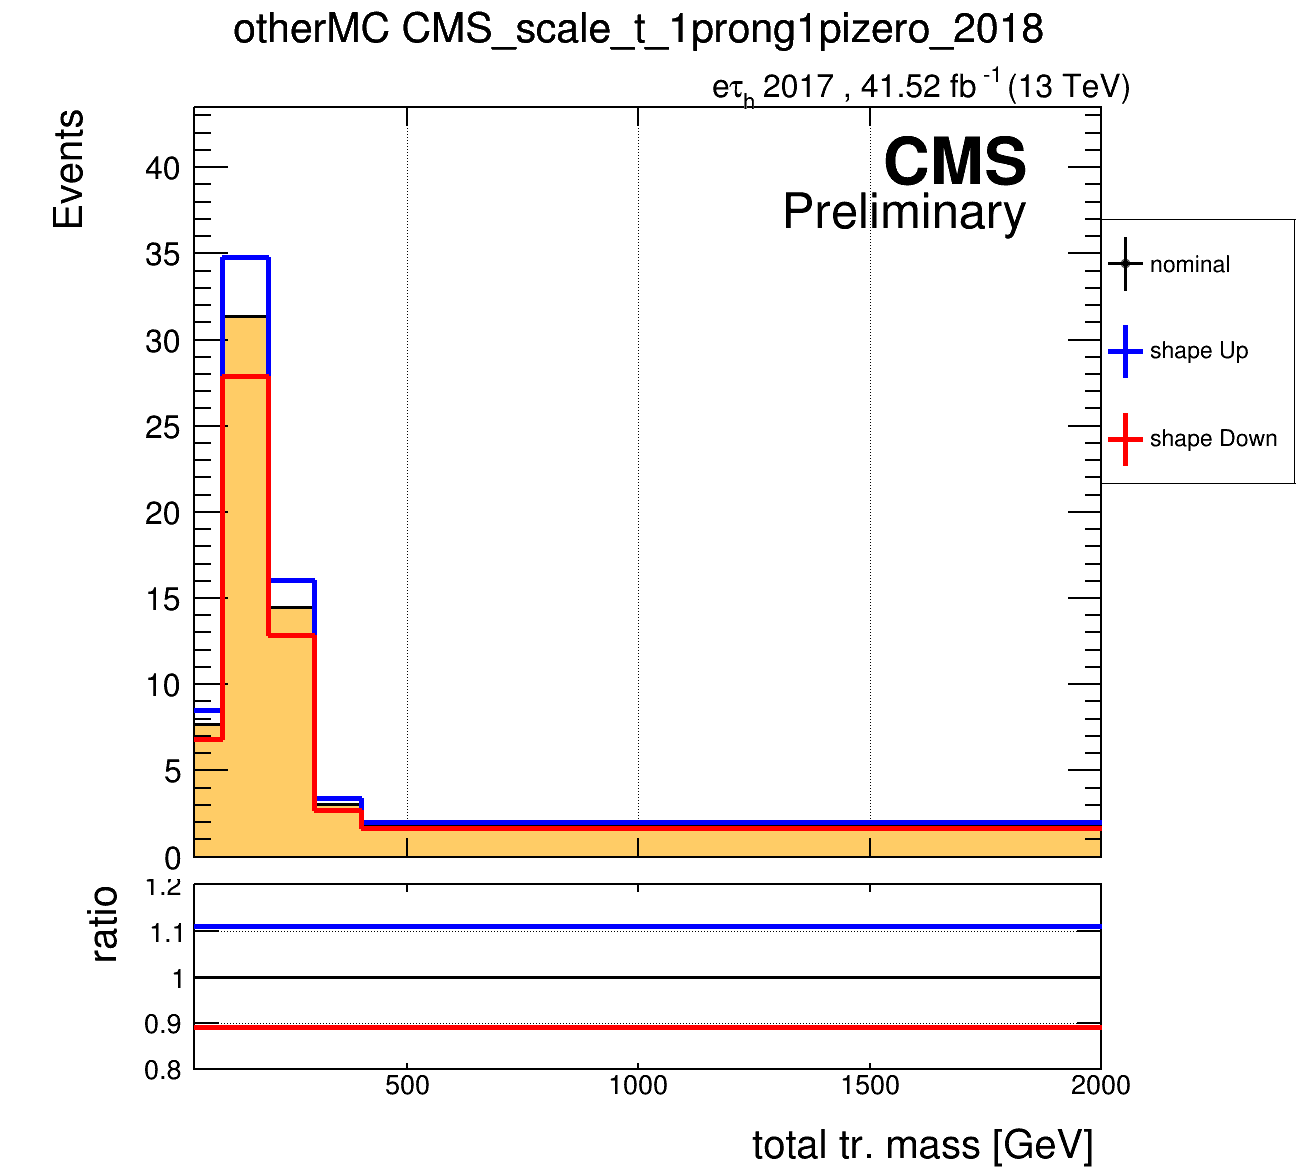 otherMC CMS_scale_t_1prong1pizero_2018
eτh 2017 , 41.52 fb -1 (13 TeV)
Events
CMS
Preliminary
40
35
30
25
20
15
10
5
0
nominal
shape Up
shape Down
ratio
1.2
1.1
1
0.9
0.8
500 1000 1500 2000
total tr. mass [GeV]